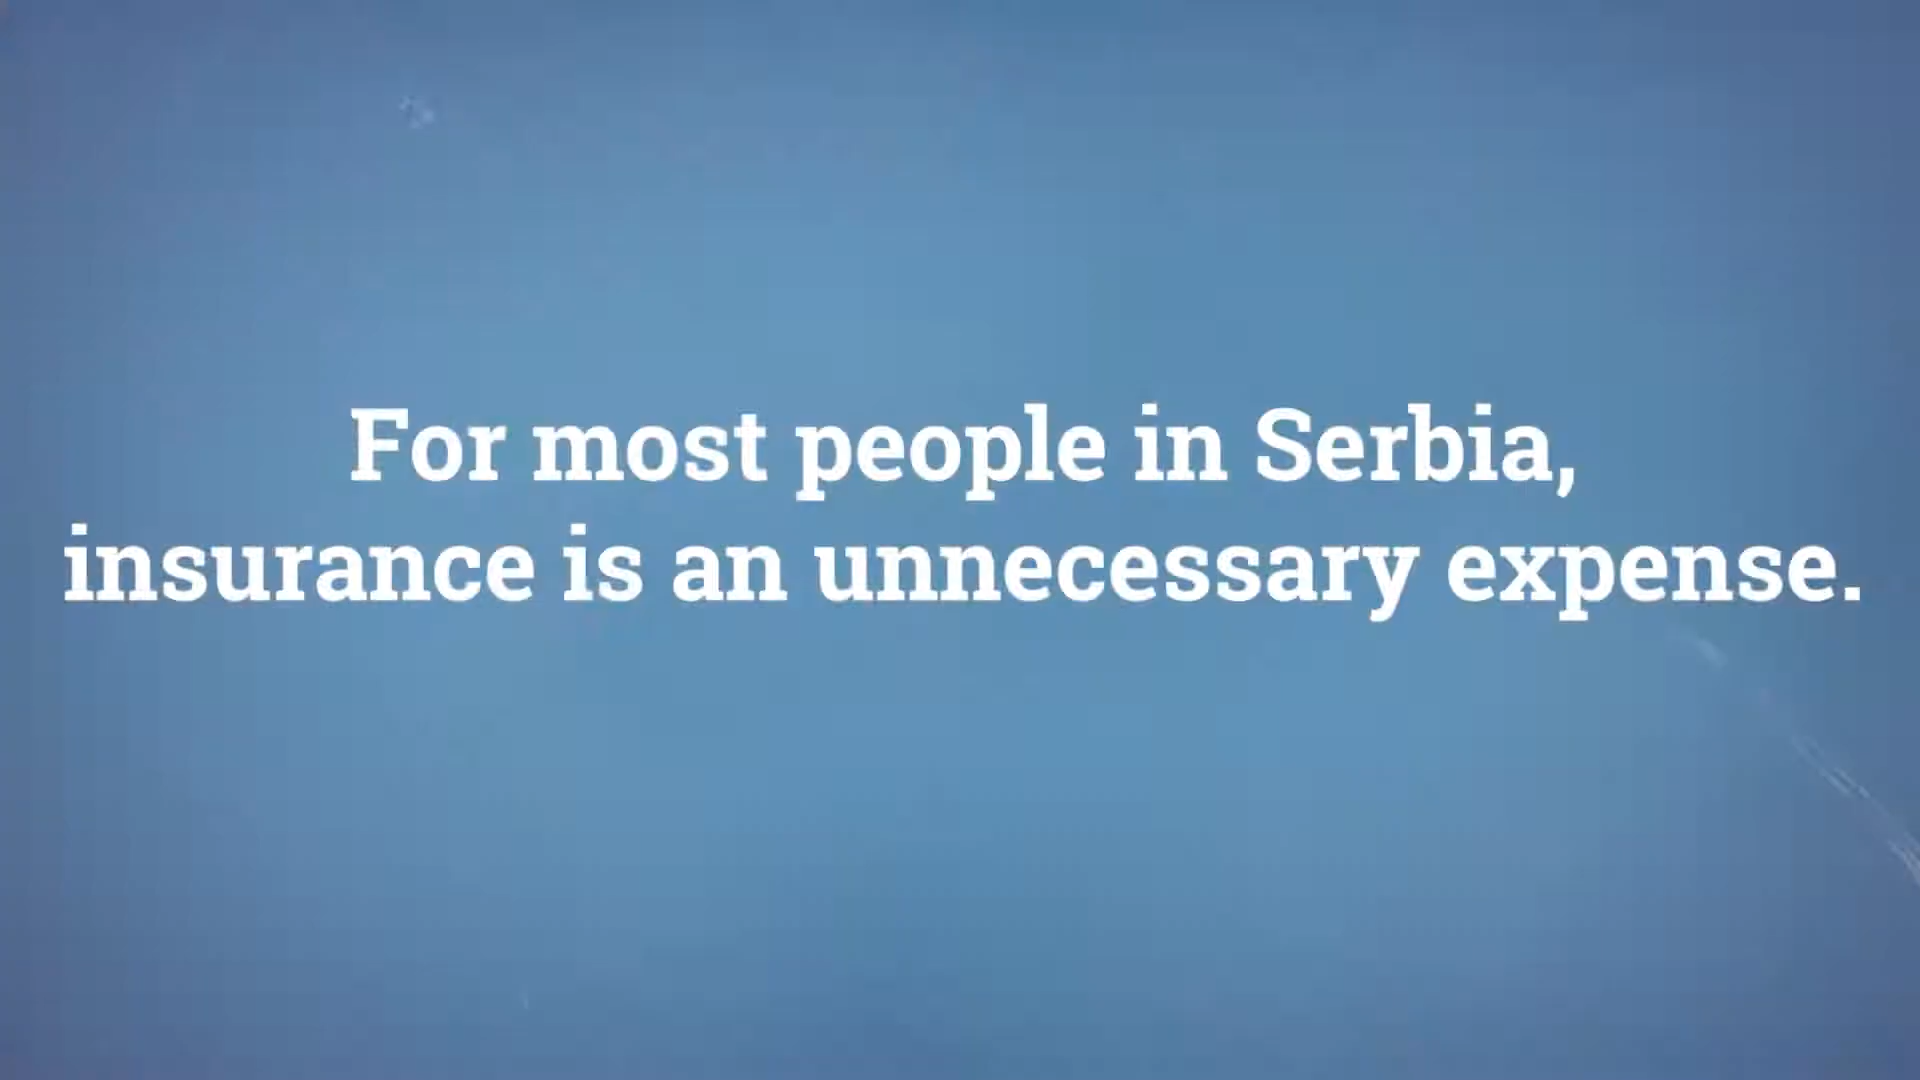 For most people in Serbia,
insurance is an unnecessary expense.